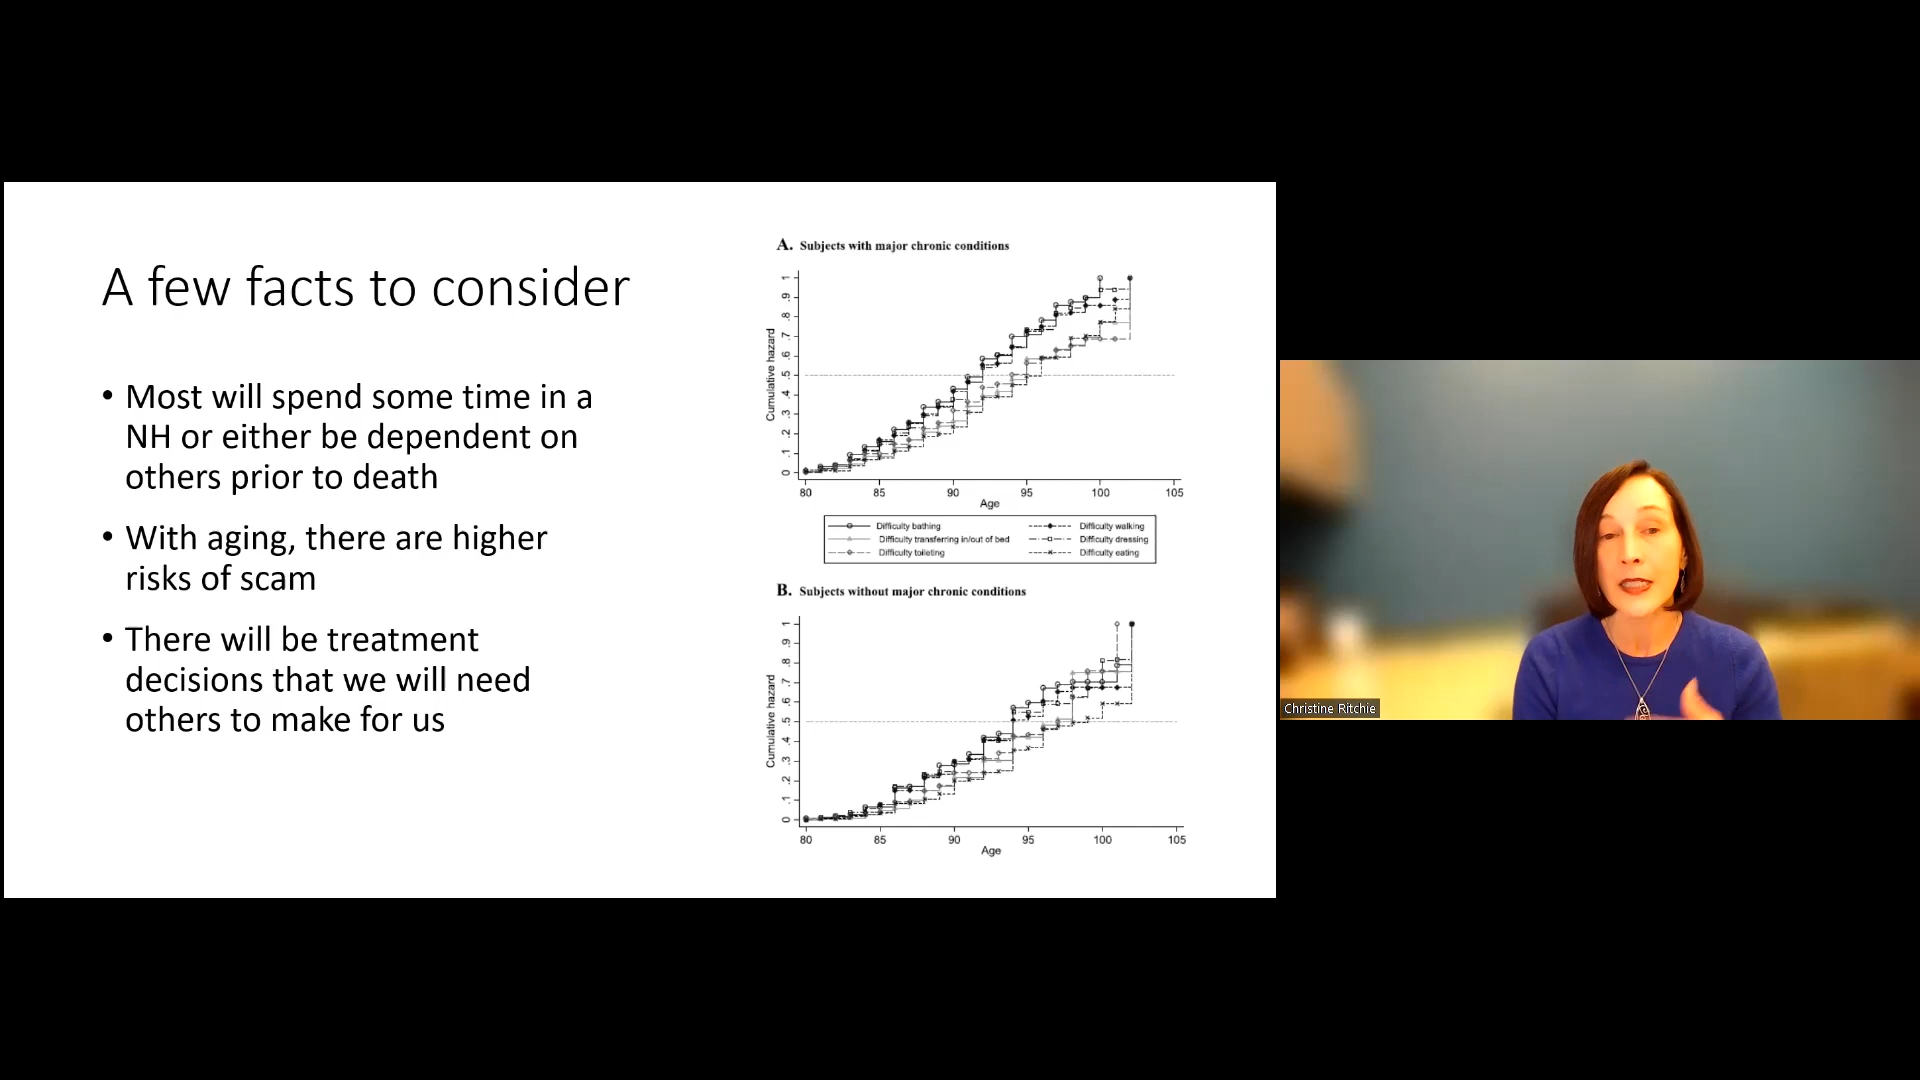 A few facts to consider
• Most will spend some time in a
NH or either be dependent on
others prior to death
• With aging, there are higher
risks of scam
• There will be treatment
decisions that we will need
others to make for us
A. Subjects with major chronic conditions
Cumulative hazard
0 .1 .2 .3 .4 .5 .6 .7 .8 .9 1
80 85 90 95 100 105
Age
Difficulty bathing
Difficulty walking
Difficulty transferring in/out of bed
Difficulty dressing
Difficulty toileting
Difficulty eating
B. Subjects without major chronic conditions
Cumulative hazard
0 .1 .2 .3 .4 .5 .6 .7 .8 .9 1
80 85 90 95 100 105
Age
Christine Ritchie